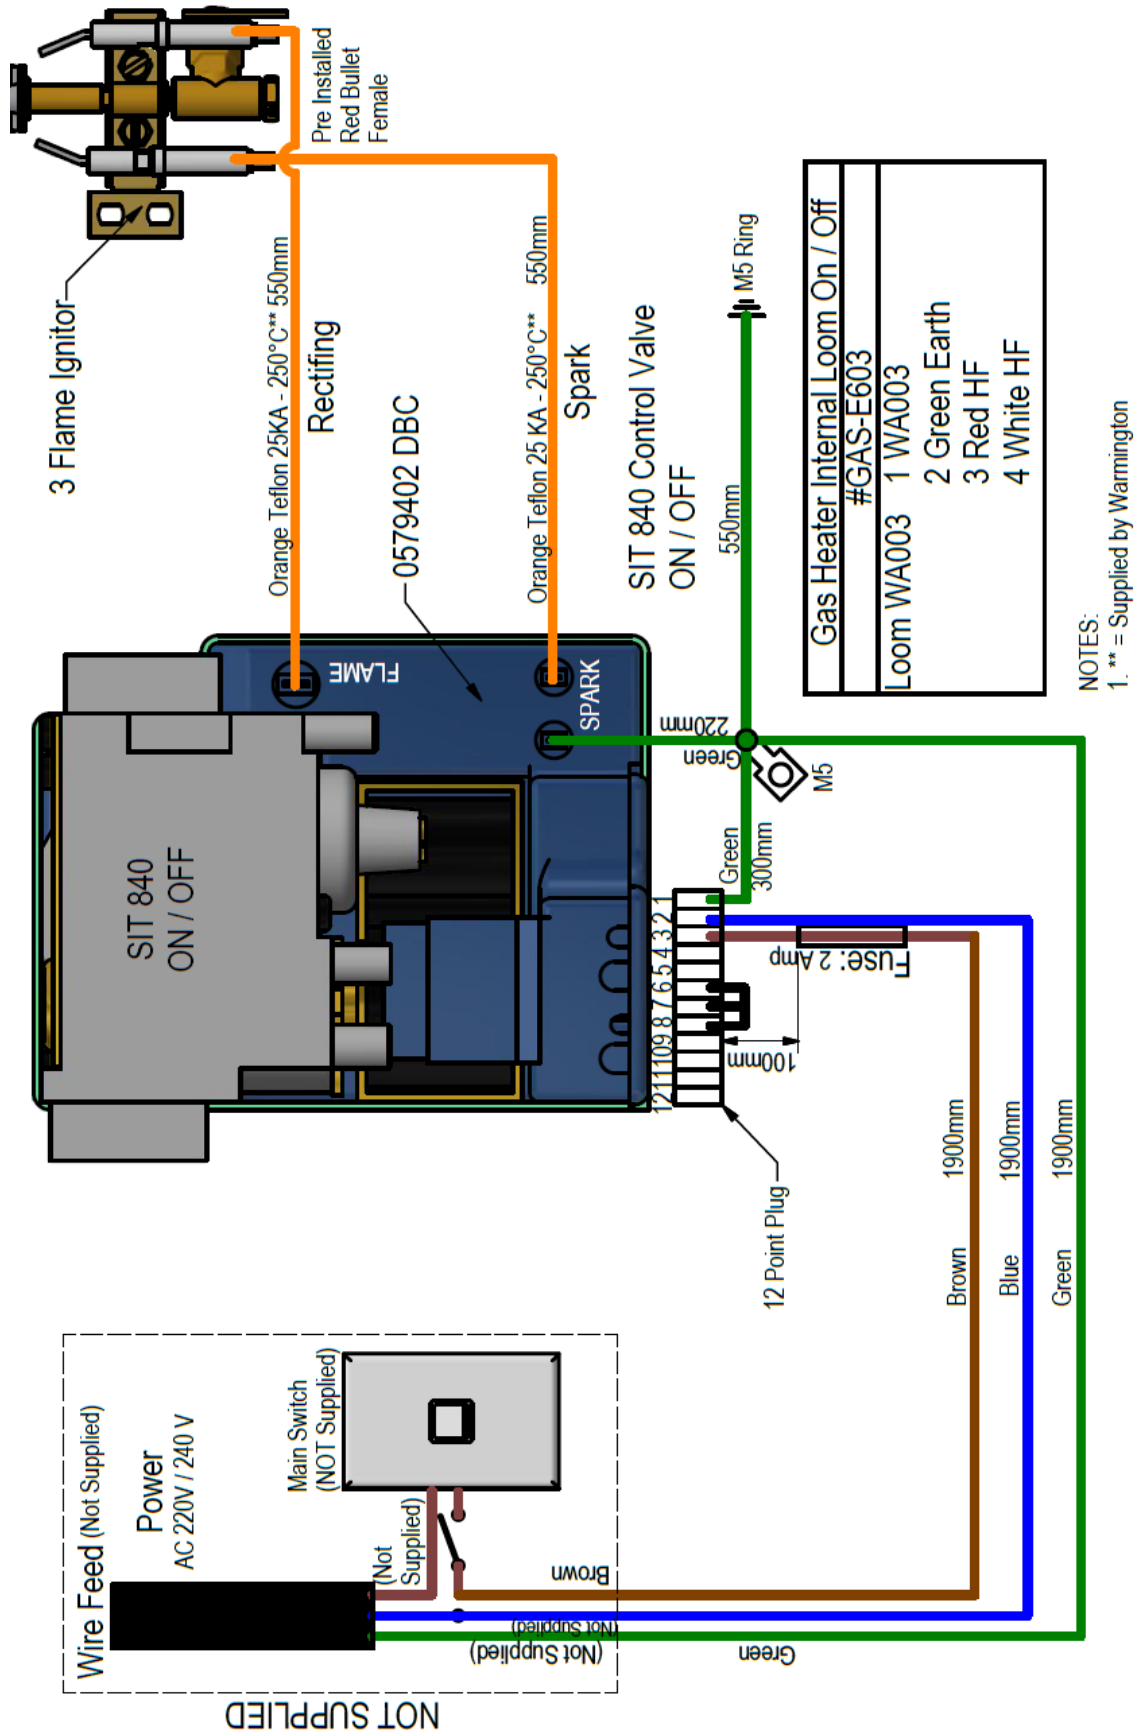 3 Flame Ignitor
Pre Installed
Red Bullet
Female
Orange Teflon 25KA - 250°C** 550mm
Rectifing
0579402 DBC
Orange Teflon 25 KA - 250°C** 550mm
Spark
SIT 840 Control Valve
ON / OFF
550mm
M5 Ring
SIT 840
ON / OFF
FLAME
SPARK
220mm
Green
M5
Green
300mm
12 11 10 9 8 7 6 5 4 3 2 1
Fuse: 2 Amp
100mm
12 Point Plug
Gas Heater Internal Loom On / Off
#GAS-E603
Loom WA003 1 WA003
2 Green Earth
3 Red HF
4 White HF
NOTES:
1. ** = Supplied by Warmington
Wire Feed (Not Supplied)
Power
AC 220V / 240 V
Main Switch
(NOT Supplied)
(Not
Supplied)
Brown
(Not Supplied)
(Not Supplied)
Green
NOT SUPPLIED
Brown 1900mm
Blue 1900mm
Green 1900mm